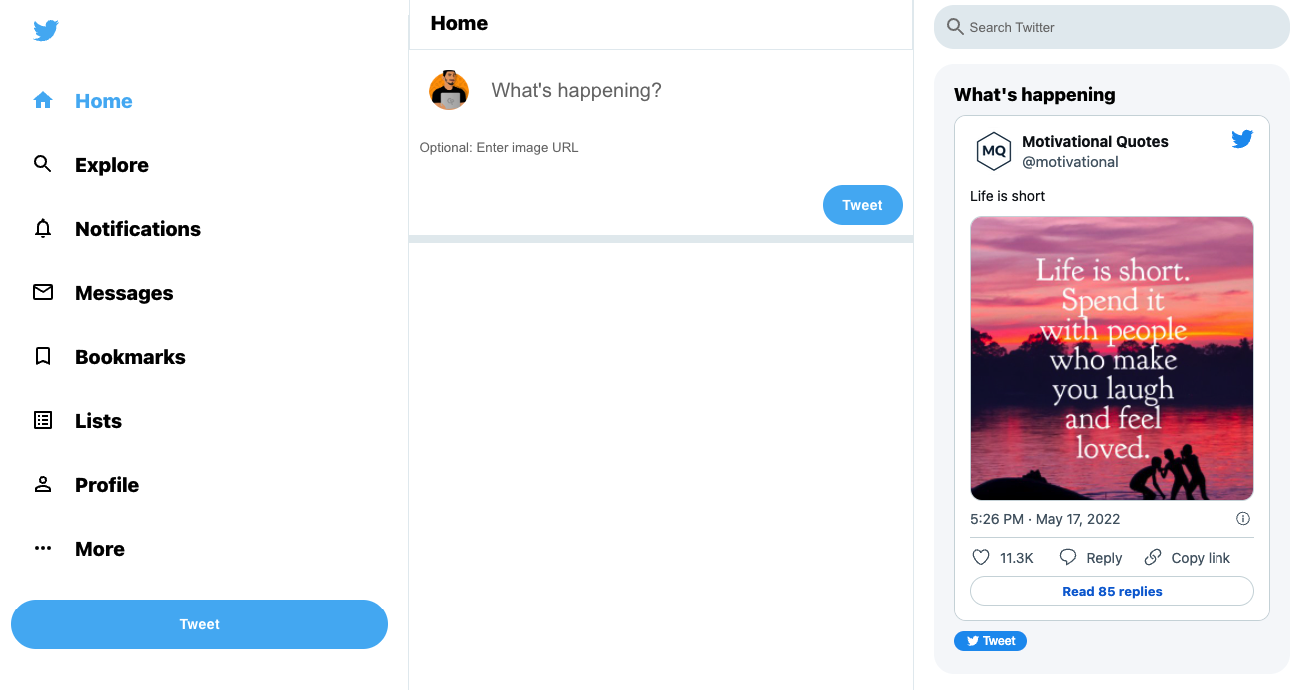 Home
Explore
Notifications
Messages
Bookmarks
Lists
Profile
More
Tweet
Home
What's happening?
Optional: Enter image URL
Tweet
Search Twitter
What's happening
MQ
Motivational Quotes
@motivational
Life is short
Life is short.
Spend it
with people
who make
you laugh
and feel
loved.
5:26 PM · May 17, 2022
11.3K Reply Copy link
Read 85 replies
Tweet